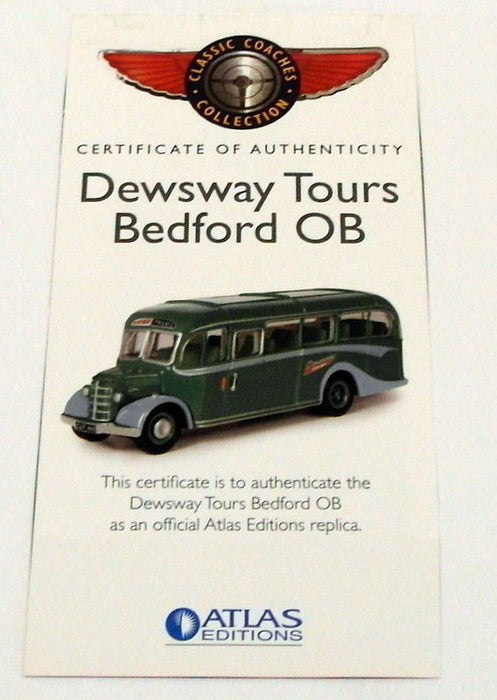 CLASSIC COACHES
COLLECTION
CERTIFICATE OF AUTHENTICITY
Dewsway Tours
Bedford OB
This certificate is to authenticate the
Dewsway Tours Bedford OB
as an official Atlas Editions replica.
ATLAS
EDITIONS